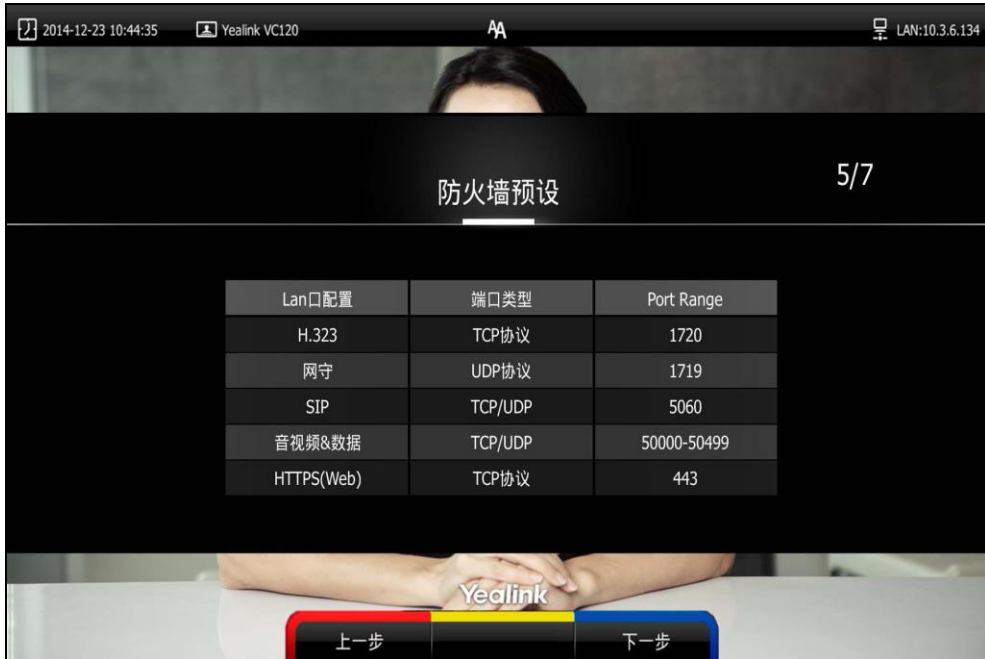 2014-12-23 10:44:35 Yealink VC120 AA LAN:10.3.6.134
防火墙预设 5/7
Lan口配置 端口类型 Port Range
H.323 TCP协议 1720
网守 UDP协议 1719
SIP TCP/UDP 5060
音视频&数据 TCP/UDP 50000-50499
HTTPS(Web) TCP协议 443
Yealink
上一步 下一步